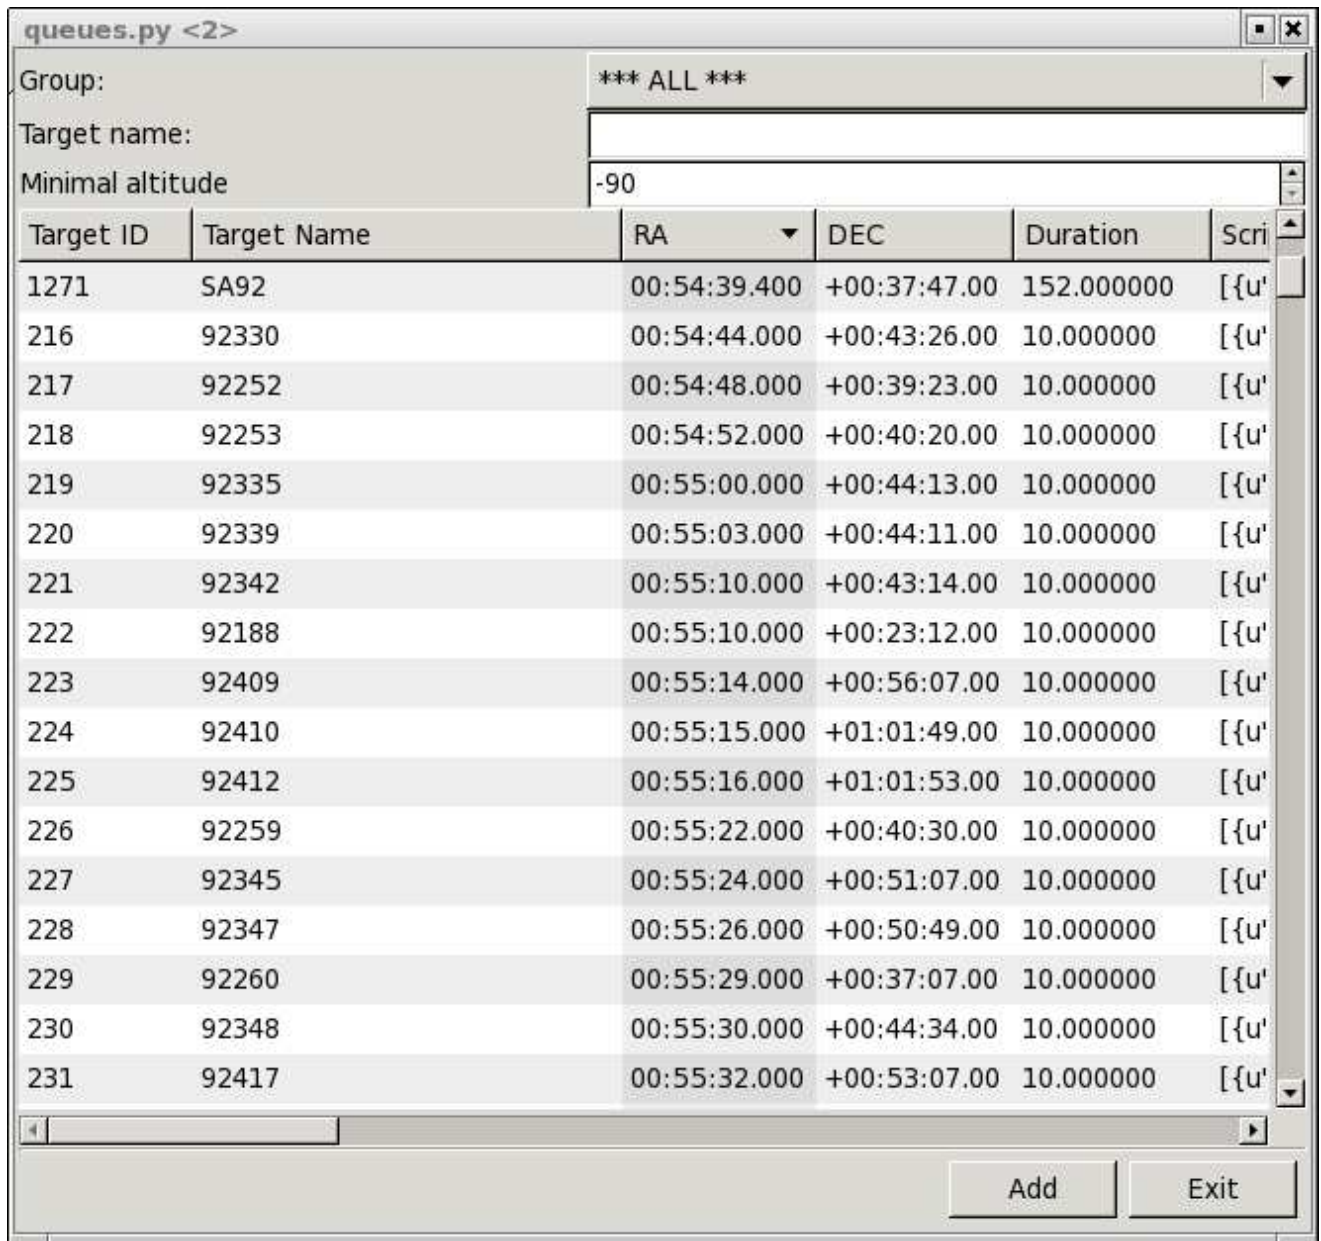 queues.py <2>
Group: *** ALL ***
Target name:
Minimal altitude -90
Target ID Target Name RA DEC Duration Scri
1271 SA92 00:54:39.400 +00:37:47.00 152.000000 [{u'
216 92330 00:54:44.000 +00:43:26.00 10.000000 [{u'
217 92252 00:54:48.000 +00:39:23.00 10.000000 [{u'
218 92253 00:54:52.000 +00:40:20.00 10.000000 [{u'
219 92335 00:55:00.000 +00:44:13.00 10.000000 [{u'
220 92339 00:55:03.000 +00:44:11.00 10.000000 [{u'
221 92342 00:55:10.000 +00:43:14.00 10.000000 [{u'
222 92188 00:55:10.000 +00:23:12.00 10.000000 [{u'
223 92409 00:55:14.000 +00:56:07.00 10.000000 [{u'
224 92410 00:55:15.000 +01:01:49.00 10.000000 [{u'
225 92412 00:55:16.000 +01:01:53.00 10.000000 [{u'
226 92259 00:55:22.000 +00:40:30.00 10.000000 [{u'
227 92345 00:55:24.000 +00:51:07.00 10.000000 [{u'
228 92347 00:55:26.000 +00:50:49.00 10.000000 [{u'
229 92260 00:55:29.000 +00:37:07.00 10.000000 [{u'
230 92348 00:55:30.000 +00:44:34.00 10.000000 [{u'
231 92417 00:55:32.000 +00:53:07.00 10.000000 [{u'
Add Exit